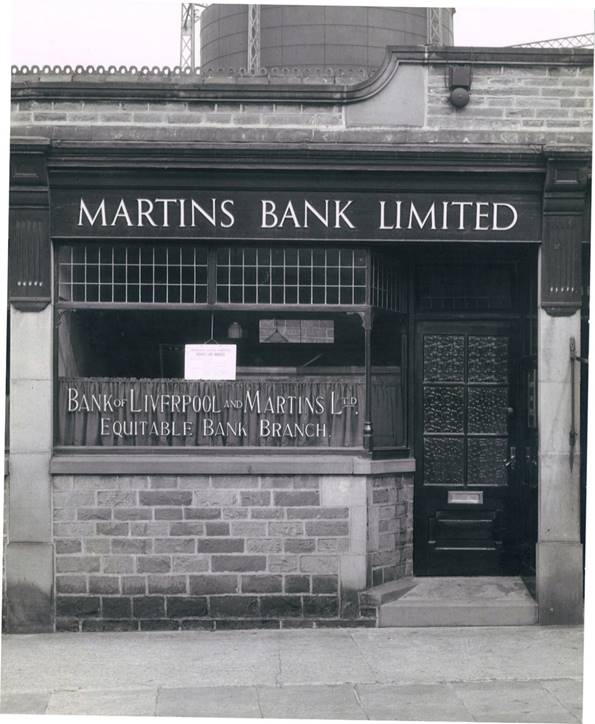 MARTINS BANK LIMITED
BANK OF LIVERPOOL AND MARTINS LTD.
EQUITABLE BANK BRANCH.